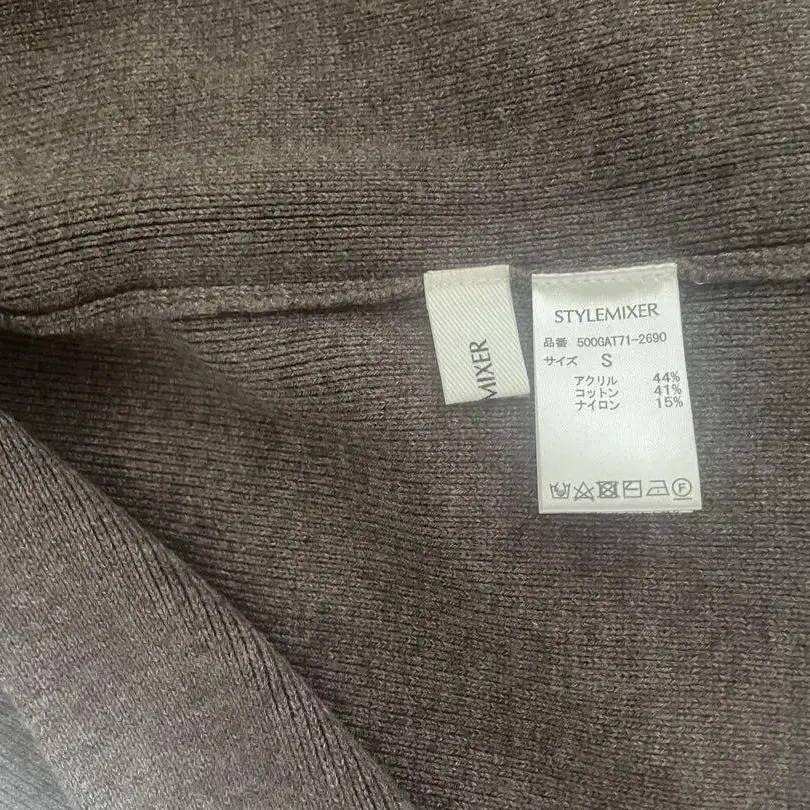 MIXER
STYLEMIXER
品番 500GAT71-2690
サイズ S
アクリル 44%
コットン 41%
ナイロン 15%
F